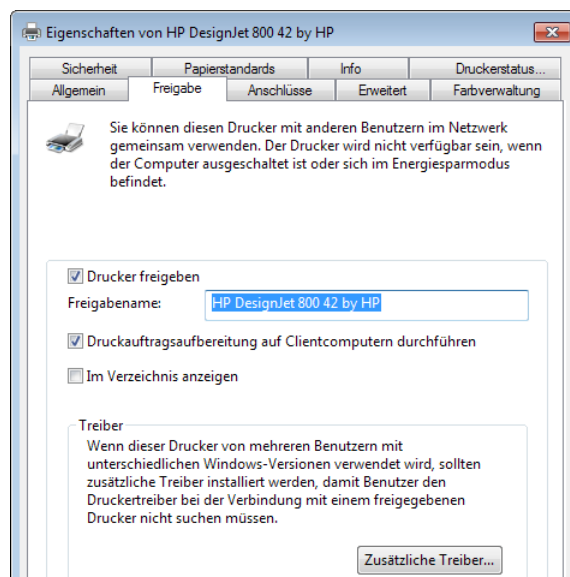 Eigenschaften von HP DesignJet 800 42 by HP
Sicherheit Papierstandards Info Druckerstatus...
Allgemein Freigabe Anschlüsse Erweitert Farbverwaltung
Sie können diesen Drucker mit anderen Benutzern im Netzwerk
gemeinsam verwenden. Der Drucker wird nicht verfügbar sein, wenn
der Computer ausgeschaltet ist oder sich im Energiesparmodus
befindet.
Drucker freigeben
Freigabename: HP DesignJet 800 42 by HP
Druckauftragsaufbereitung auf Clientcomputern durchführen
Im Verzeichnis anzeigen
Treiber
Wenn dieser Drucker von mehreren Benutzern mit
unterschiedlichen Windows-Versionen verwendet wird, sollten
zusätzliche Treiber installiert werden, damit Benutzer den
Druckertreiber bei der Verbindung mit einem freigegebenen
Drucker nicht suchen müssen.
Zusätzliche Treiber...